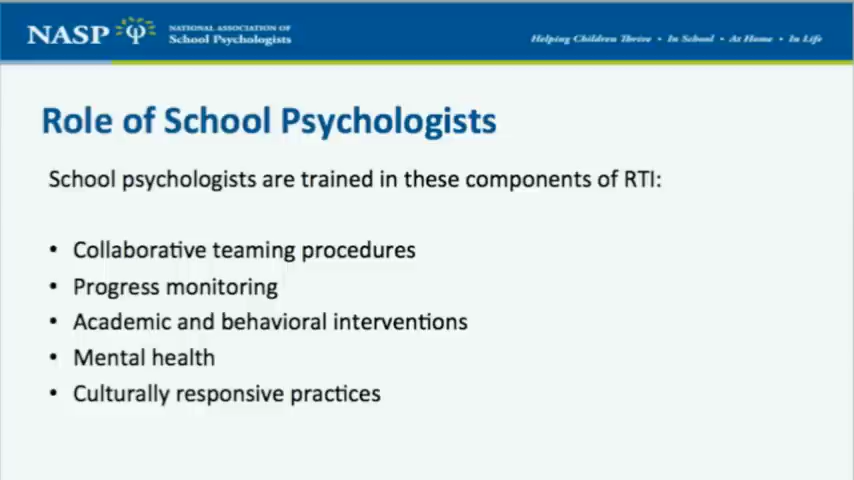 NASP
NATIONAL ASSOCIATION OF
School Psychologists
Helping Children Thrive • In School • At Home • In Life
Role of School Psychologists
School psychologists are trained in these components of RTI:
• Collaborative teaming procedures
• Progress monitoring
• Academic and behavioral interventions
• Mental health
• Culturally responsive practices